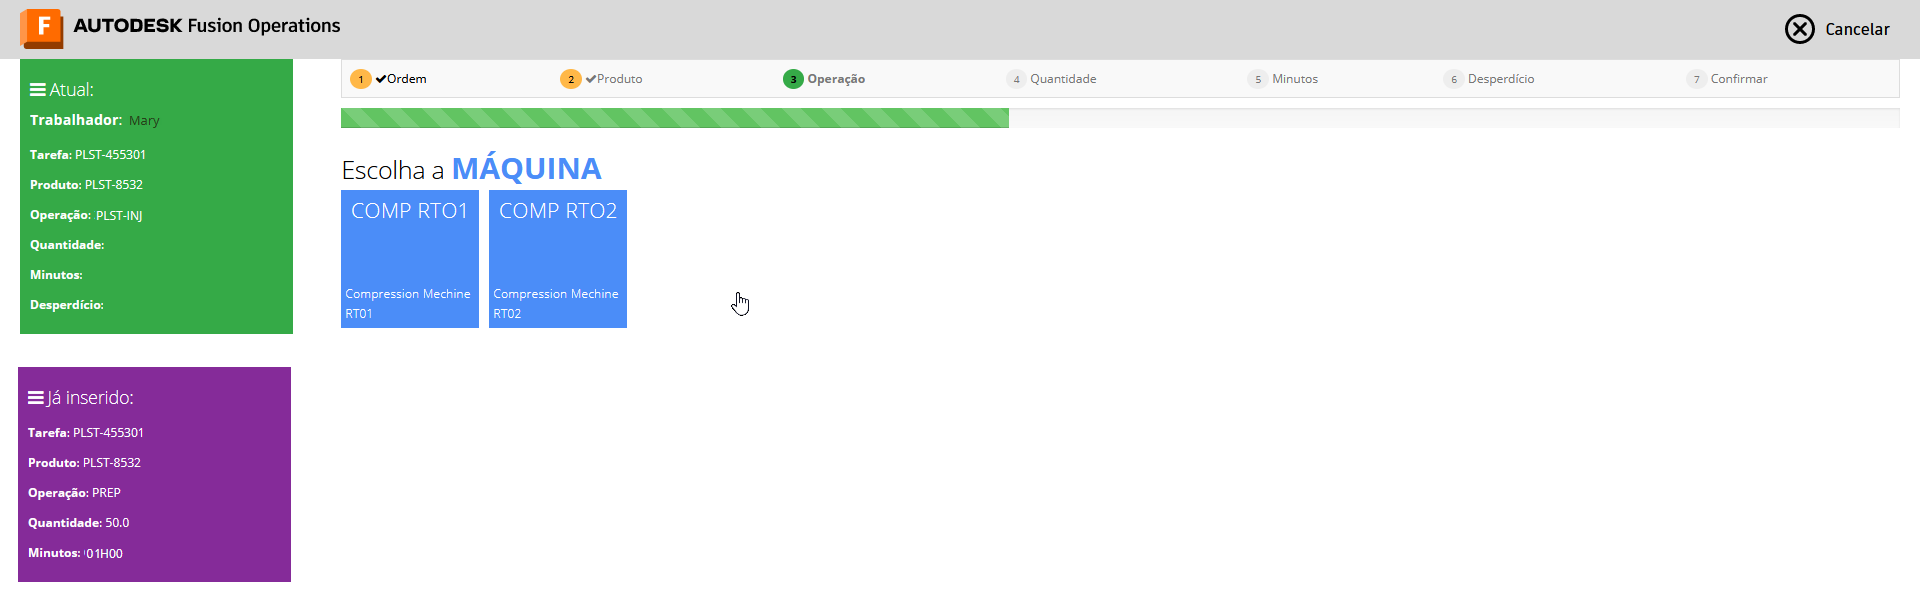 F AUTODESK Fusion Operations
Cancelar
Atual:
Trabalhador: Mary
Tarefa: PLST-455301
Produto: PLST-8532
Operação: PLST-INJ
Quantidade:
Minutos:
Desperdício:
Já inserido:
Tarefa: PLST-455301
Produto: PLST-8532
Operação: PREP
Quantidade: 50.0
Minutos: 01H00
1 Ordem
2 Produto
3 Operação
4 Quantidade
5 Minutos
6 Desperdício
7 Confirmar
Escolha a MÁQUINA
COMP RTO1
Compression Mechine
RT01
COMP RTO2
Compression Mechine
RT02